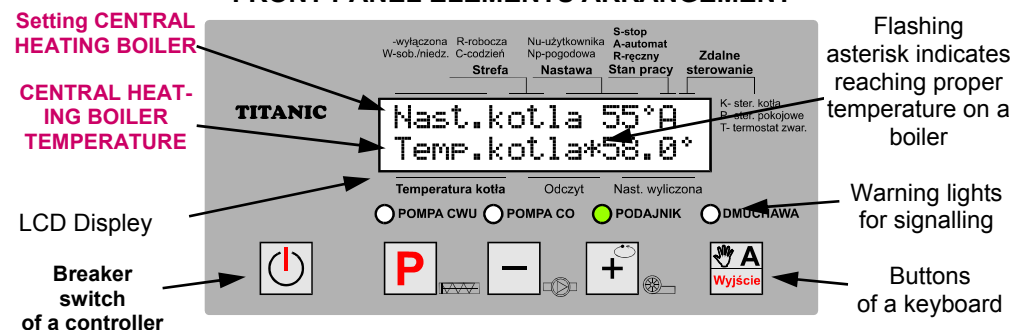 FRONT PANEL ELEMENTS ARRANGEMENT
Setting CENTRAL
HEATING BOILER
CENTRAL HEAT-
ING BOILER
TEMPERATURE
LCD Displey
Breaker
switch
of a controller
-wyłączona R-robocza
W-sob./niedz. C-codzień
Strefa
Nu-użytkownika
Np-pogodowa
Nastawa
S-stop
A-automat
R-ręczny
Stan pracy
Zdalne
sterowanie
K- ster. kotła
P- ster. pokojowe
T- termostat zwar.
TITANIC
Nast.kotla 55°A
Temp.kotla*58.0°
Temperatura kotła Odczyt Nast. wyliczona
POMPA CWU POMPA CO PODAJNIK DMUCHAWA
P - + A
Wyjście
Flashing
asterisk indicates
reaching proper
temperature on a
boiler
Warning lights
for signalling
Buttons
of a keyboard